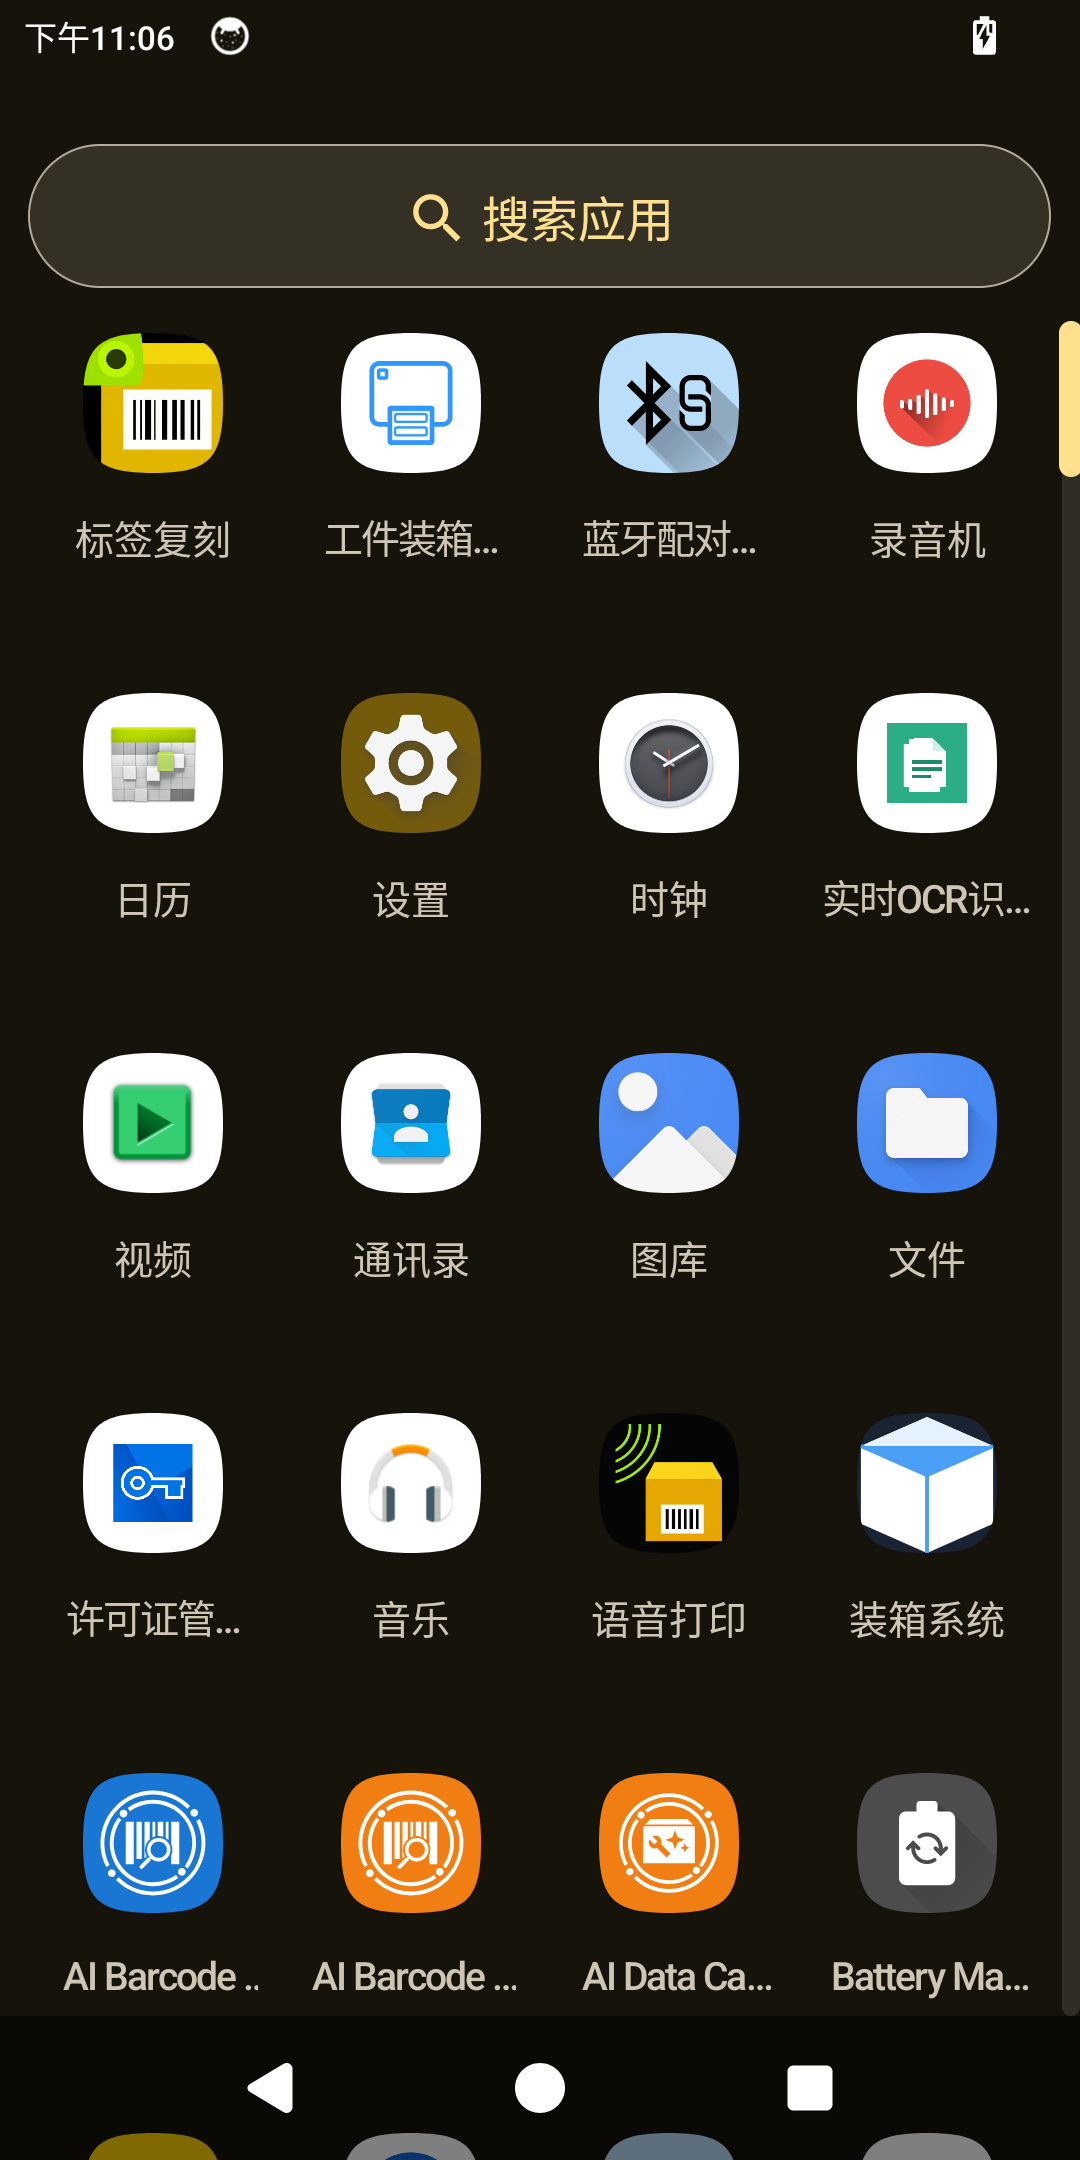 下午11:06
搜索应用
标签复刻
工件装箱...
蓝牙配对...
录音机
日历
设置
时钟
实时OCR识...
视频
通讯录
图库
文件
许可证管...
音乐
语音打印
装箱系统
AI Barcode ..
AI Barcode ...
AI Data Ca...
Battery Ma...